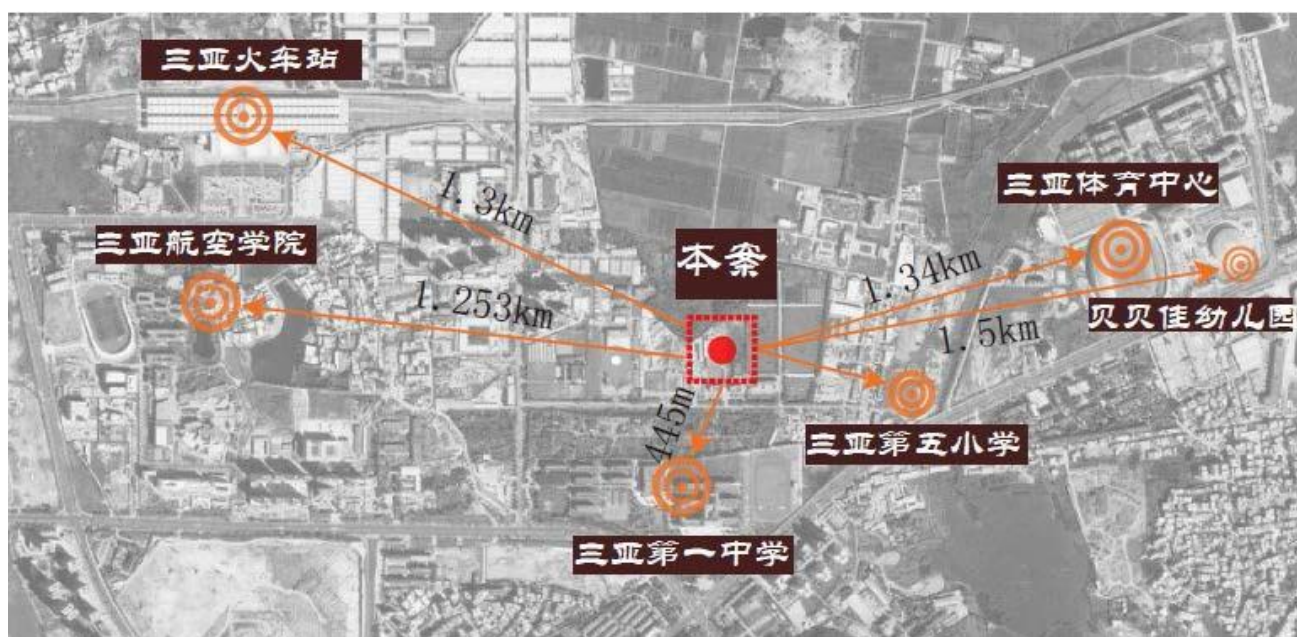 三亚火车站
三亚体育中心
1.3km
三亚航空学院
本案
1.34km
1.253km
贝贝佳幼儿园
1.5km
445m
三亚第五小学
三亚第一中学